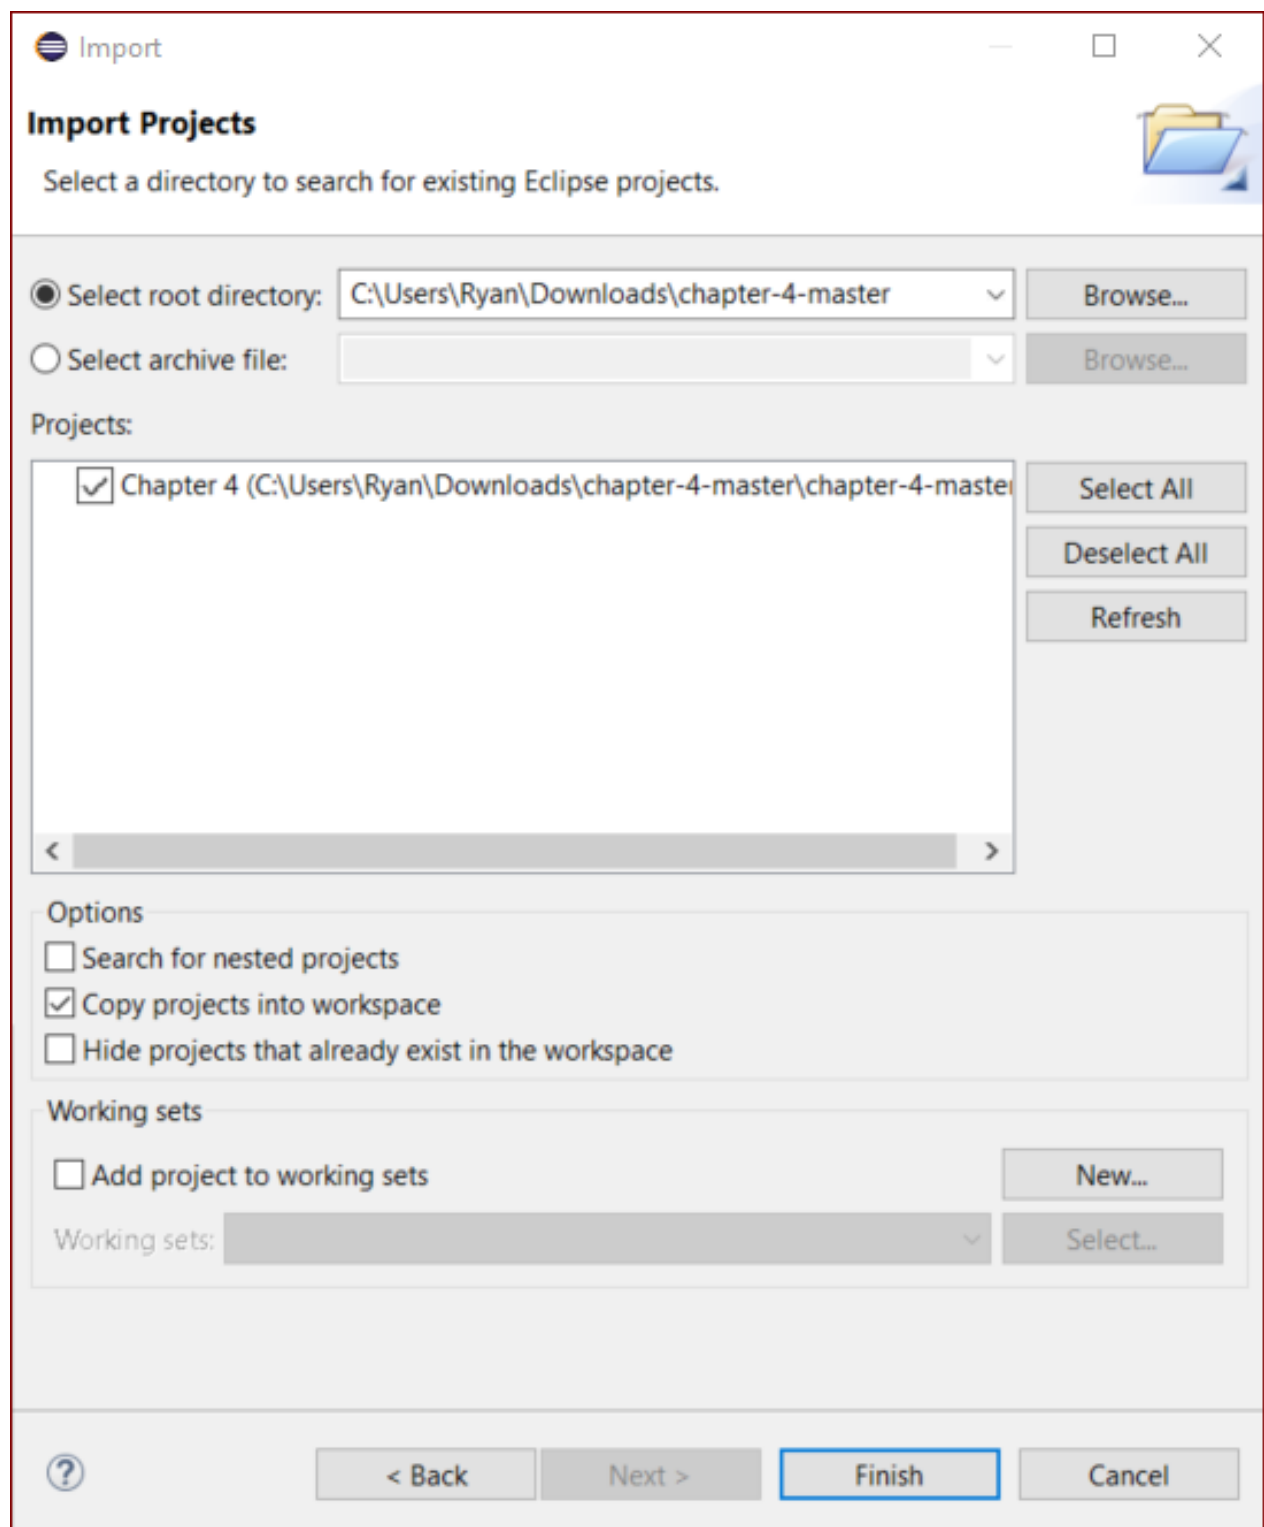 Import
Import Projects
Select a directory to search for existing Eclipse projects.
Select root directory: C:\Users\Ryan\Downloads\chapter-4-master Browse...
Select archive file: Browse...
Projects:
Chapter 4 (C:\Users\Ryan\Downloads\chapter-4-master\chapter-4-master
Select All
Deselect All
Refresh
Options
Search for nested projects
Copy projects into workspace
Hide projects that already exist in the workspace
Working sets
Add project to working sets New...
Working sets: Select...
? < Back Next > Finish Cancel